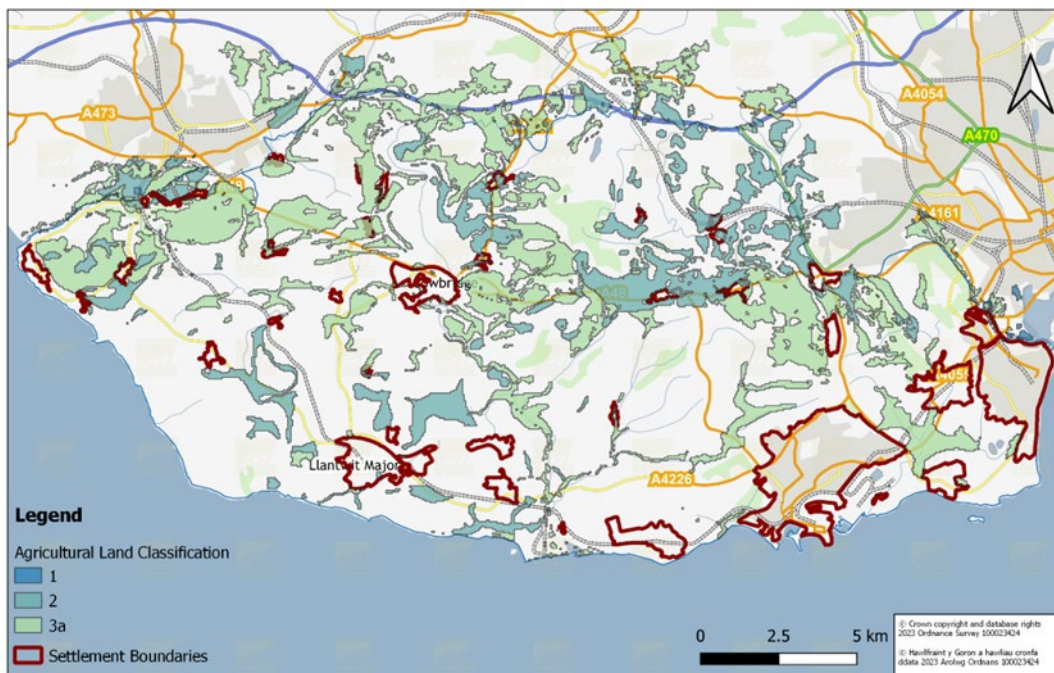 A473
A4054
A470
A4161
A48
Llantwit Major
A4226
A4055
Legend
Agricultural Land Classification
1
2
3a
Settlement Boundaries
0 2.5 5 km
© Crown copyright and database rights
2023 Ordnance Survey 100023424
© Hawlfraint y Goron a hawliau cronfa
ddata 2023 Arolwg Ordnans 100023424